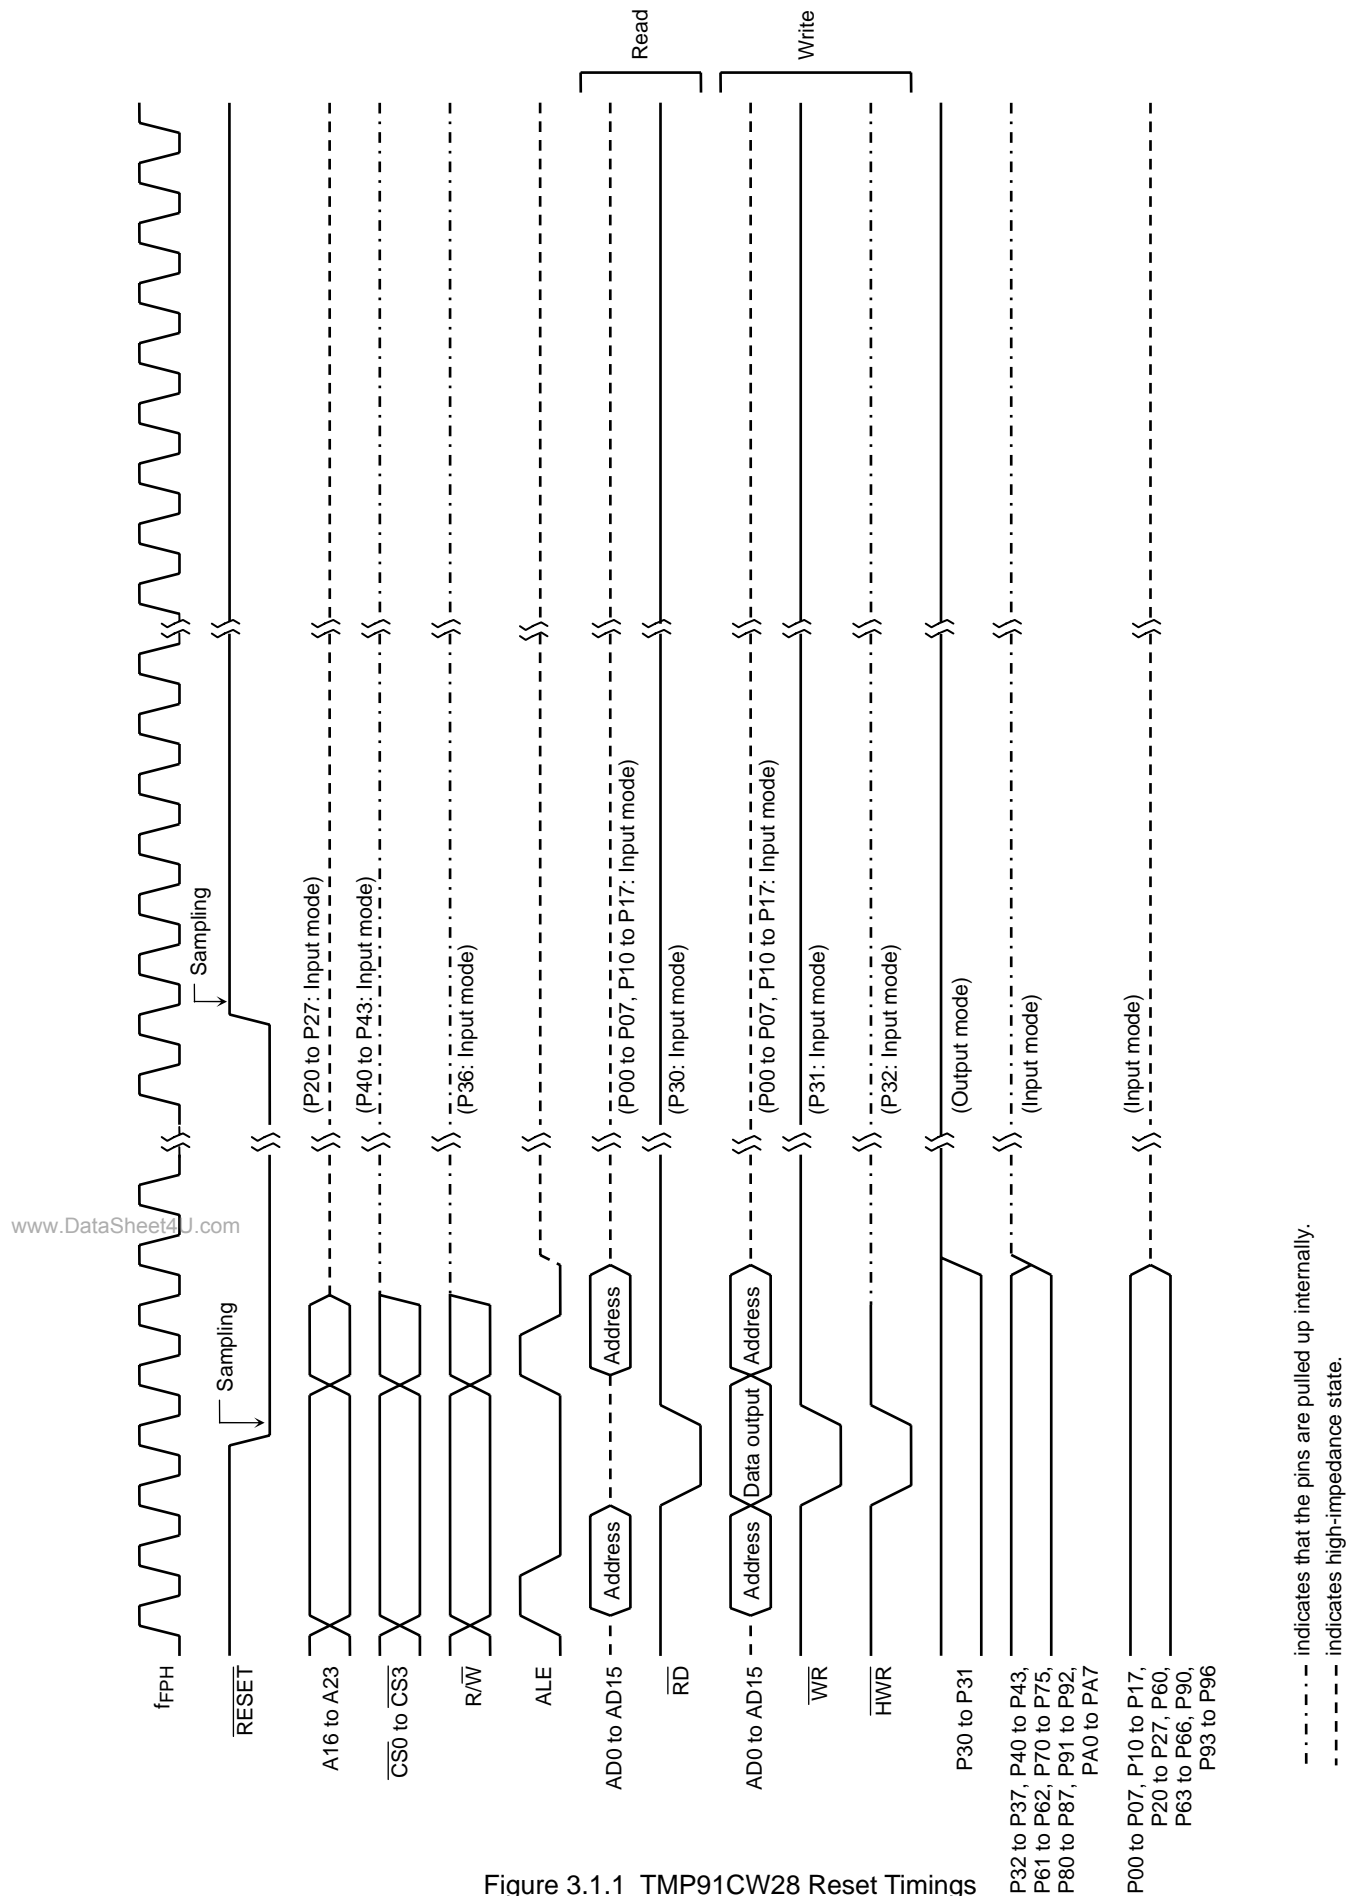 Read
Write
fFPH
RESET
Sampling
Sampling
A16 to A23
(P20 to P27: Input mode)
CS0 to CS3
(P40 to P43: Input mode)
R/W
(P36: Input mode)
ALE
AD0 to AD15
Address
Address
(P00 to P07, P10 to P17: Input mode)
RD
(P30: Input mode)
AD0 to AD15
Address
Data output
Address
(P00 to P07, P10 to P17: Input mode)
WR
(P31: Input mode)
HWR
(P32: Input mode)
P30 to P31
(Output mode)
P32 to P37, P40 to P43,
P61 to P62, P70 to P75,
P80 to P87, P91 to P92,
PA0 to PA7
(Input mode)
P00 to P07, P10 to P17,
P20 to P27, P60,
P63 to P66, P90,
P93 to P96
(Input mode)
indicates that the pins are pulled up internally.
indicates high-impedance state.
www.DataSheet4U.com
Figure 3.1.1 TMP91CW28 Reset Timings